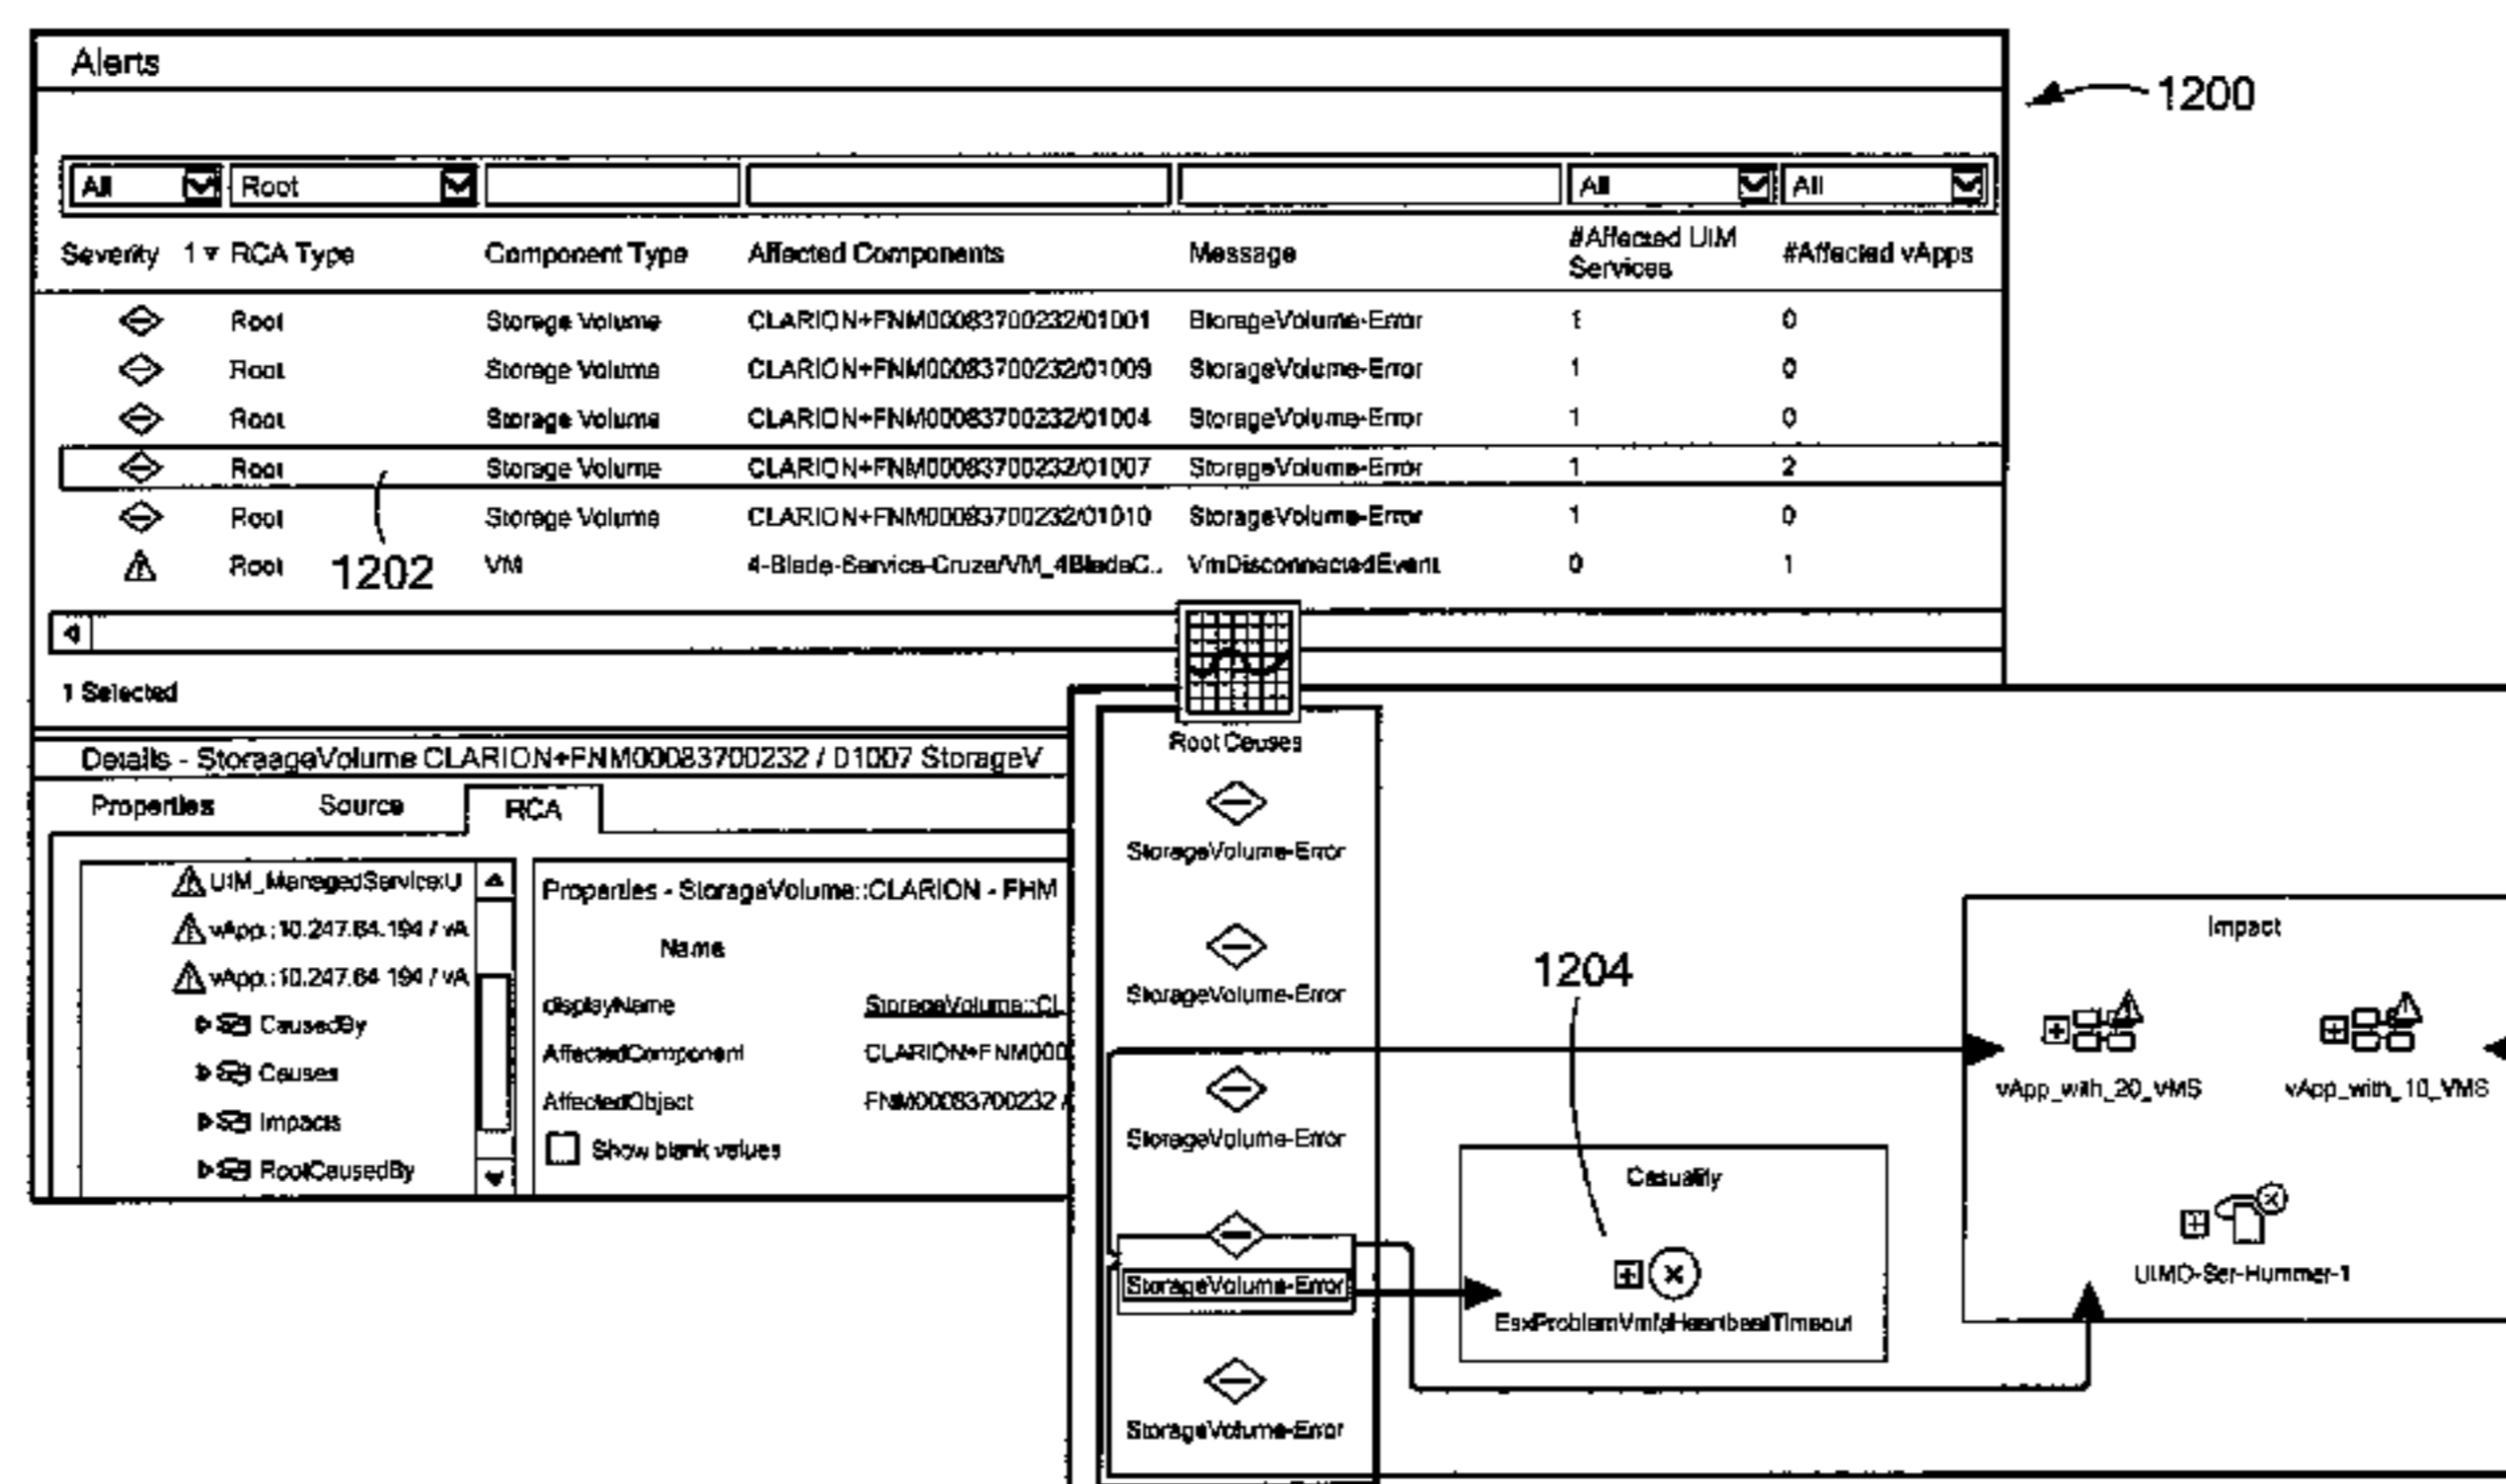 Alerts
1200
All Root All All
Severity 1 RCA Type Component Type Affected Components Message #Affected UIM Services #Affected vApps
Root Storage Volume CLARION+FNM00083700232/01001 StorageVolume-Error 1 0
Root Storage Volume CLARION+FNM00083700232/01009 StorageVolume-Error 1 0
Root Storage Volume CLARION+FNM00083700232/01004 StorageVolume-Error 1 0
Root Storage Volume CLARION+FNM00083700232/01007 StorageVolume-Error 1 2
Root Storage Volume CLARION+FNM00083700232/01010 StorageVolume-Error 1 0
Root VM 4-Blade-Service-Cruze/VM_4BladeC.. VmDisconnectedEvent 0 1
1202
1 Selected
Details - StoraageVolume CLARION+FNM00083700232 / 01007 StorageV
Properties Source RCA
UIM_ManagedService:U
vApp.:10.247.64.194 / vA
vApp.:10.247.64 194 / vA
CausedBy
Causes
Impacts
RootCausedBy
Properties - StorageVolume::CLARION - FHM
Name
displayName StorageVolume::CL
AffectedComponent CLARION+FNM000
AffectedObject FNM00083700232
Show blank values
Root Causes
StorageVolume-Error
StorageVolume-Error
StorageVolume-Error
StorageVolume-Error
StorageVolume-Error
1204
Casuality
EsxProblemVmfsHeartbeatTimeout
Impact
vApp_with_20_VMS vApp_with_10_VMS
UIMD-Ser-Hummer-1